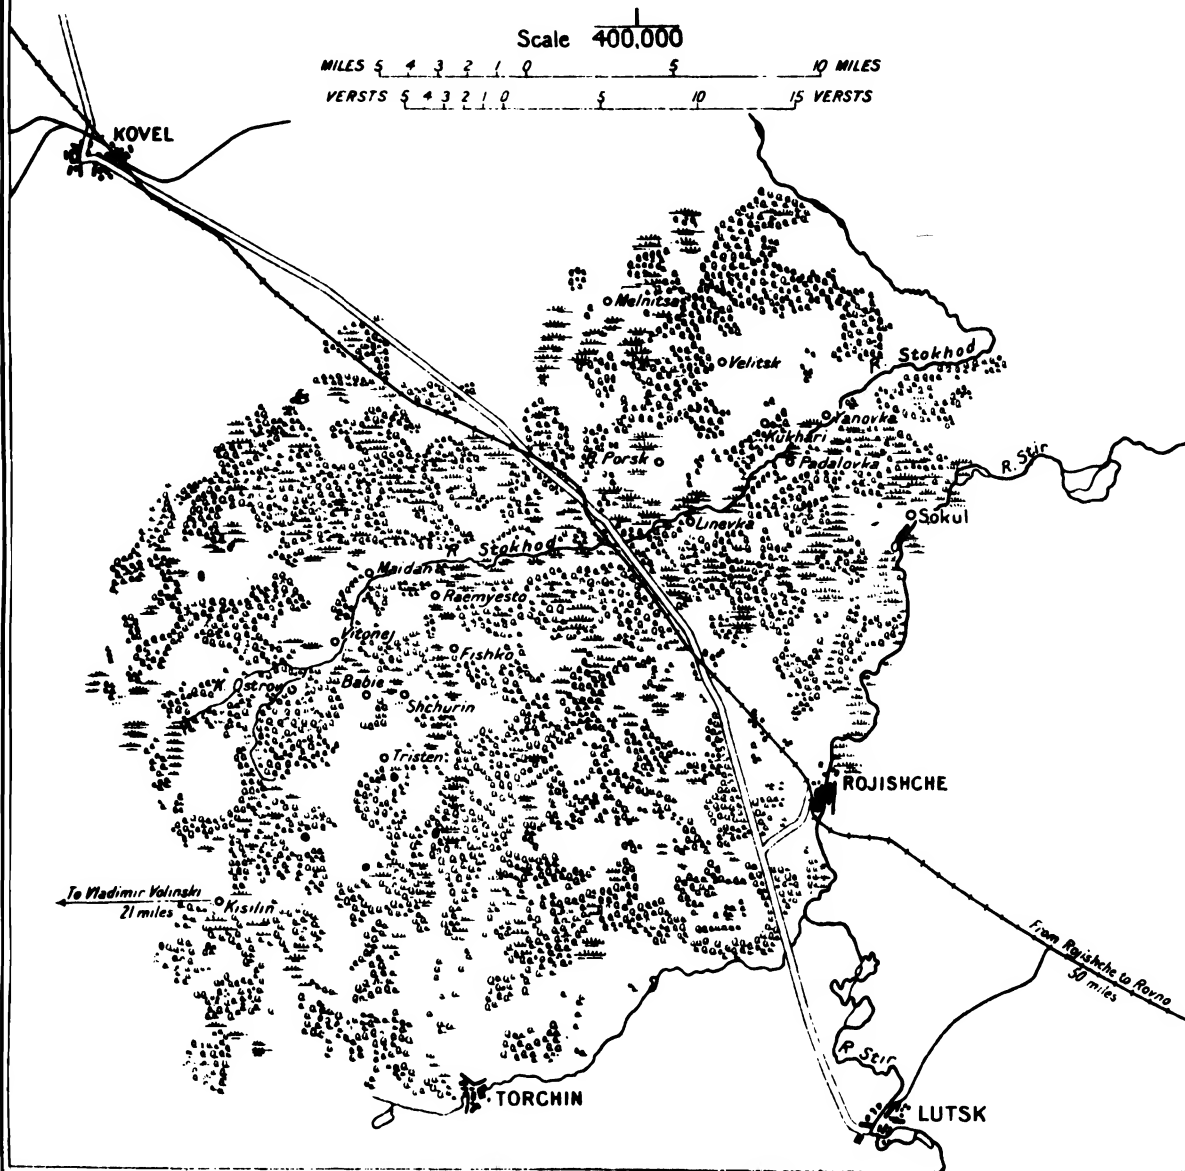 Scale 1/400,000
MILES 5 4 3 2 1 0 5 10 MILES
VERSTS 5 4 3 2 1 0 5 10 15 VERSTS
KOVEL
Melnitsa
Velitsk
R. Stokhod
Yanovka
Kukhari
Porsk
Padalovka
R. Stir
Linevka
Sokul
R. Stokhod
Maidan
Raemyesto
Vitonej
Fishko
Ostrov
Babie
Shchurin
Tristen
ROJISHCHE
To Vladimir Volinski
21 miles
Kisilin
From Rojishche to Rovno
50 miles
R. Stir
TORCHIN
LUTSK